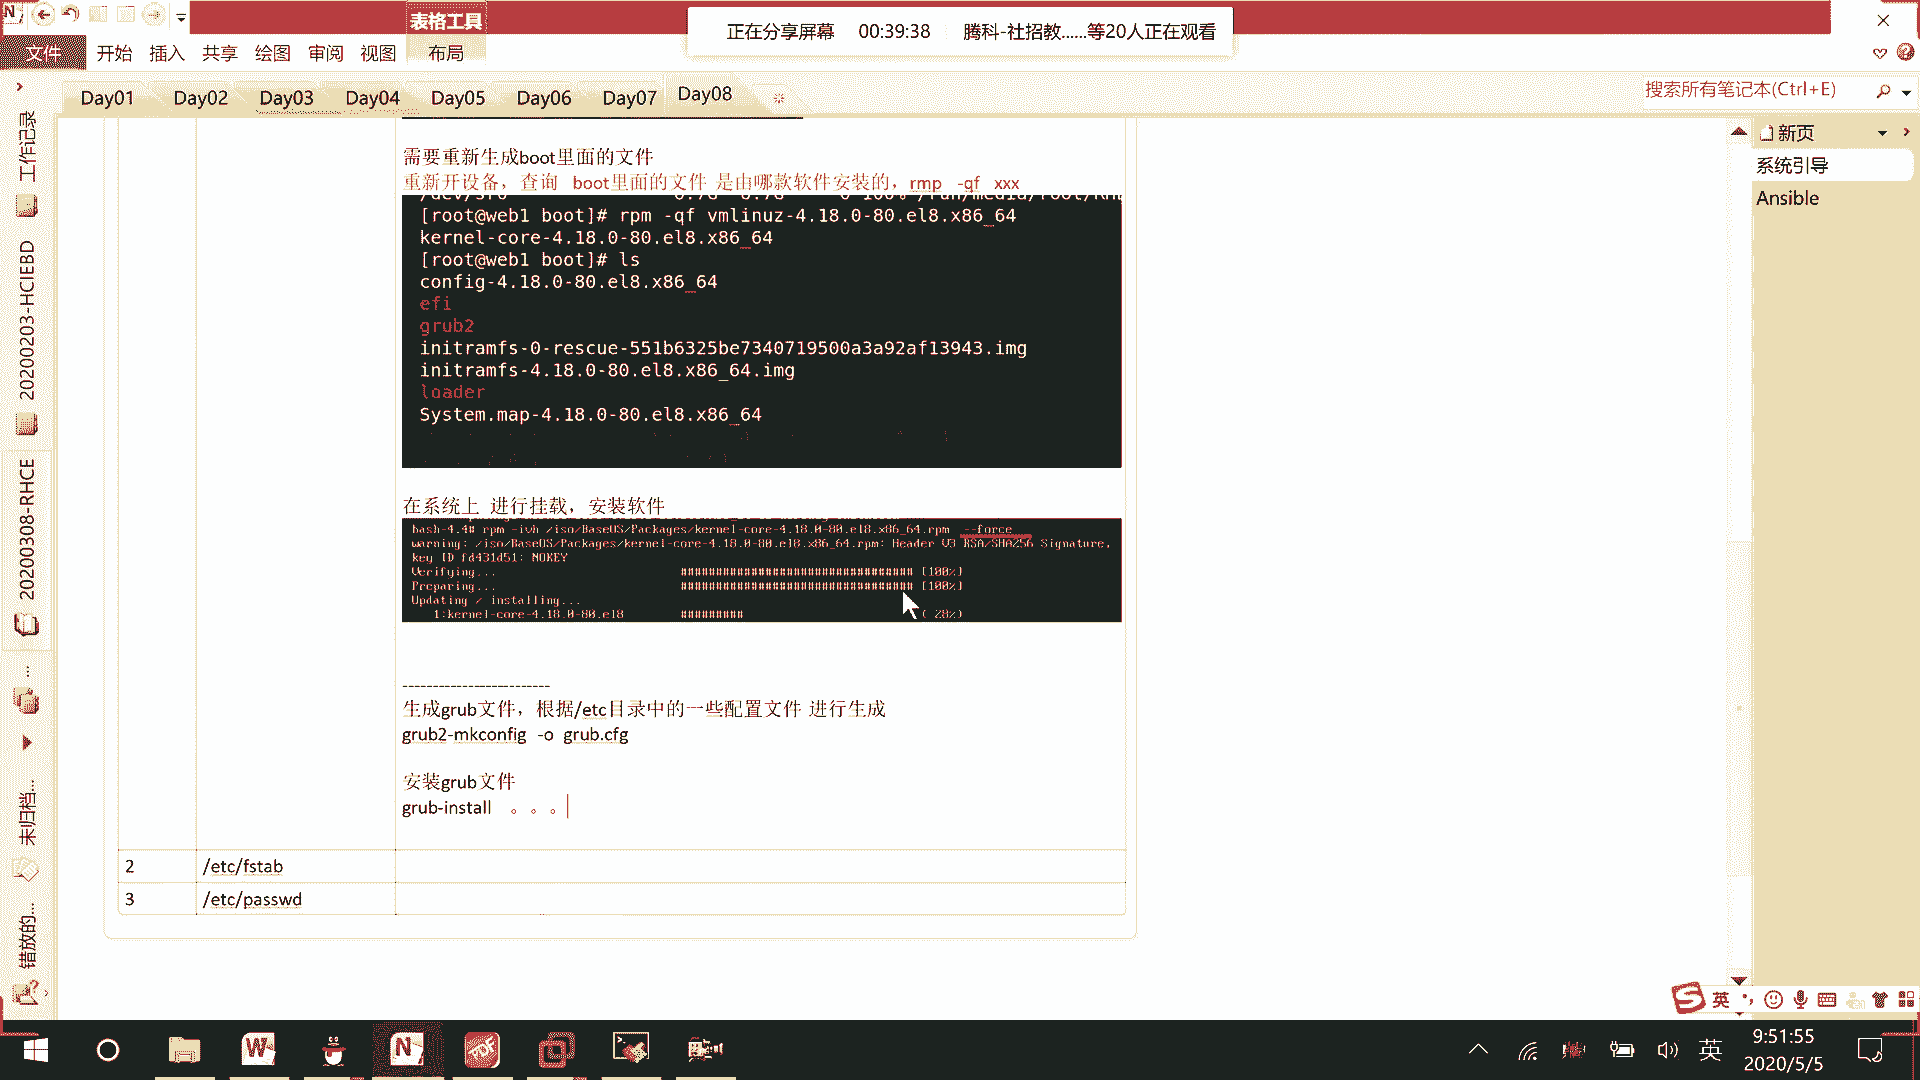 表格工具
正在分享屏幕 00:39:38 腾科-社招教......等20人正在观看
文件 开始 插入 共享 绘图 审阅 视图 布局
Day01 Day02 Day03 Day04 Day05 Day06 Day07 Day08
搜索所有笔记本(Ctrl+E)
工作记录
20200203-HCIEBD
20200308-RHCE
未归档...
错放的...
新页
系统引导
Ansible
需要重新生成boot里面的文件
重新开设备，查询 boot里面的文件 是由哪款软件安装的，rmp -qf xxx
[root@web1 boot]# rpm -qf vmlinuz-4.18.0-80.el8.x86_64
kernel-core-4.18.0-80.el8.x86_64
[root@web1 boot]# ls
config-4.18.0-80.el8.x86_64
efi
grub2
initramfs-0-rescue-551b6325be7340719500a3a92af13943.img
initramfs-4.18.0-80.el8.x86_64.img
loader
System.map-4.18.0-80.el8.x86_64
在系统上 进行挂载，安装软件
bash-4.4# rpm -ivh /iso/BaseOS/Packages/kernel-core-4.18.0-80.el8.x86_64.rpm --force
warning: /iso/BaseOS/Packages/kernel-core-4.18.0-80.el8.x86_64.rpm: Header V3 RSA/SHA256 Signature,
key ID fd431d51: NOKEY
Verifying... ################################# [100%]
Preparing... ################################# [100%]
Updating / installing...
1:kernel-core-4.18.0-80.el8 ######### ( 28%)
------------------------
生成grub文件，根据/etc目录中的一些配置文件 进行生成
grub2-mkconfig -o grub.cfg
安装grub文件
grub-install 。。。
2 /etc/fstab
3 /etc/passwd
英
英
9:51:55
2020/5/5